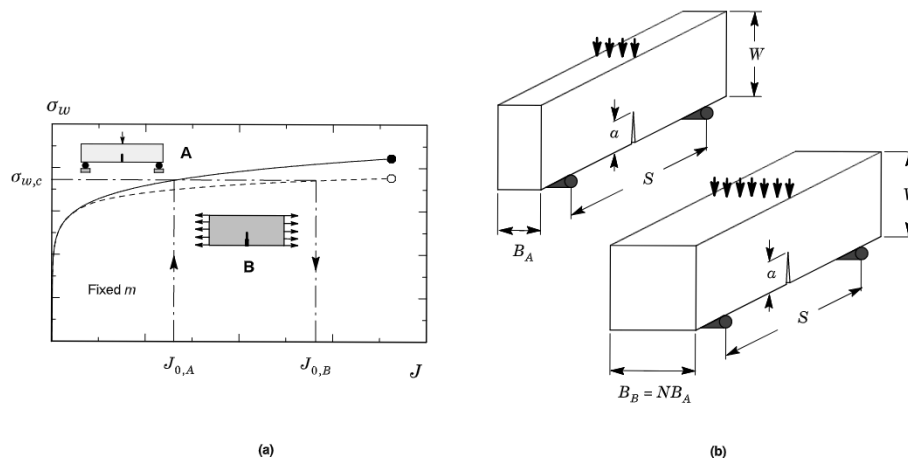 σw
A
σw,c
B
Fixed m
J0,A
J0,B
J
(a)
W
a
S
BA
W
a
S
BB = NBA
(b)